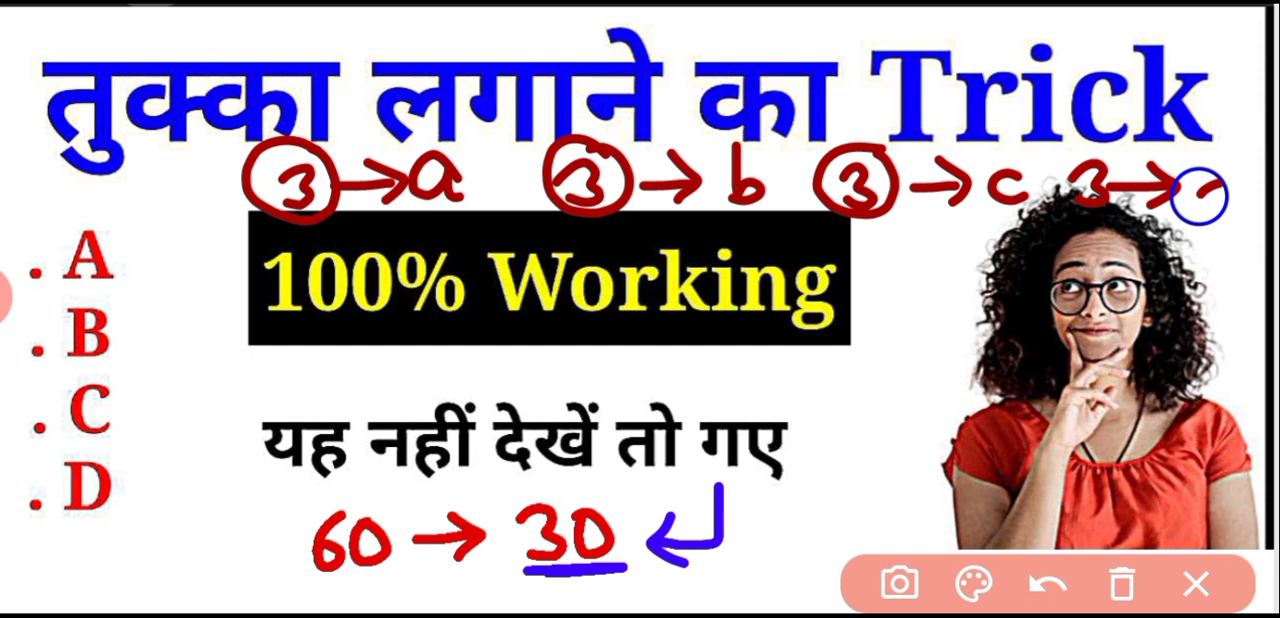 तुक्का लगाने का Trick
3→a 3→b 3→c 3→
100% Working
. A
. B
. C
. D
यह नहीं देखें तो गए
60 → 30